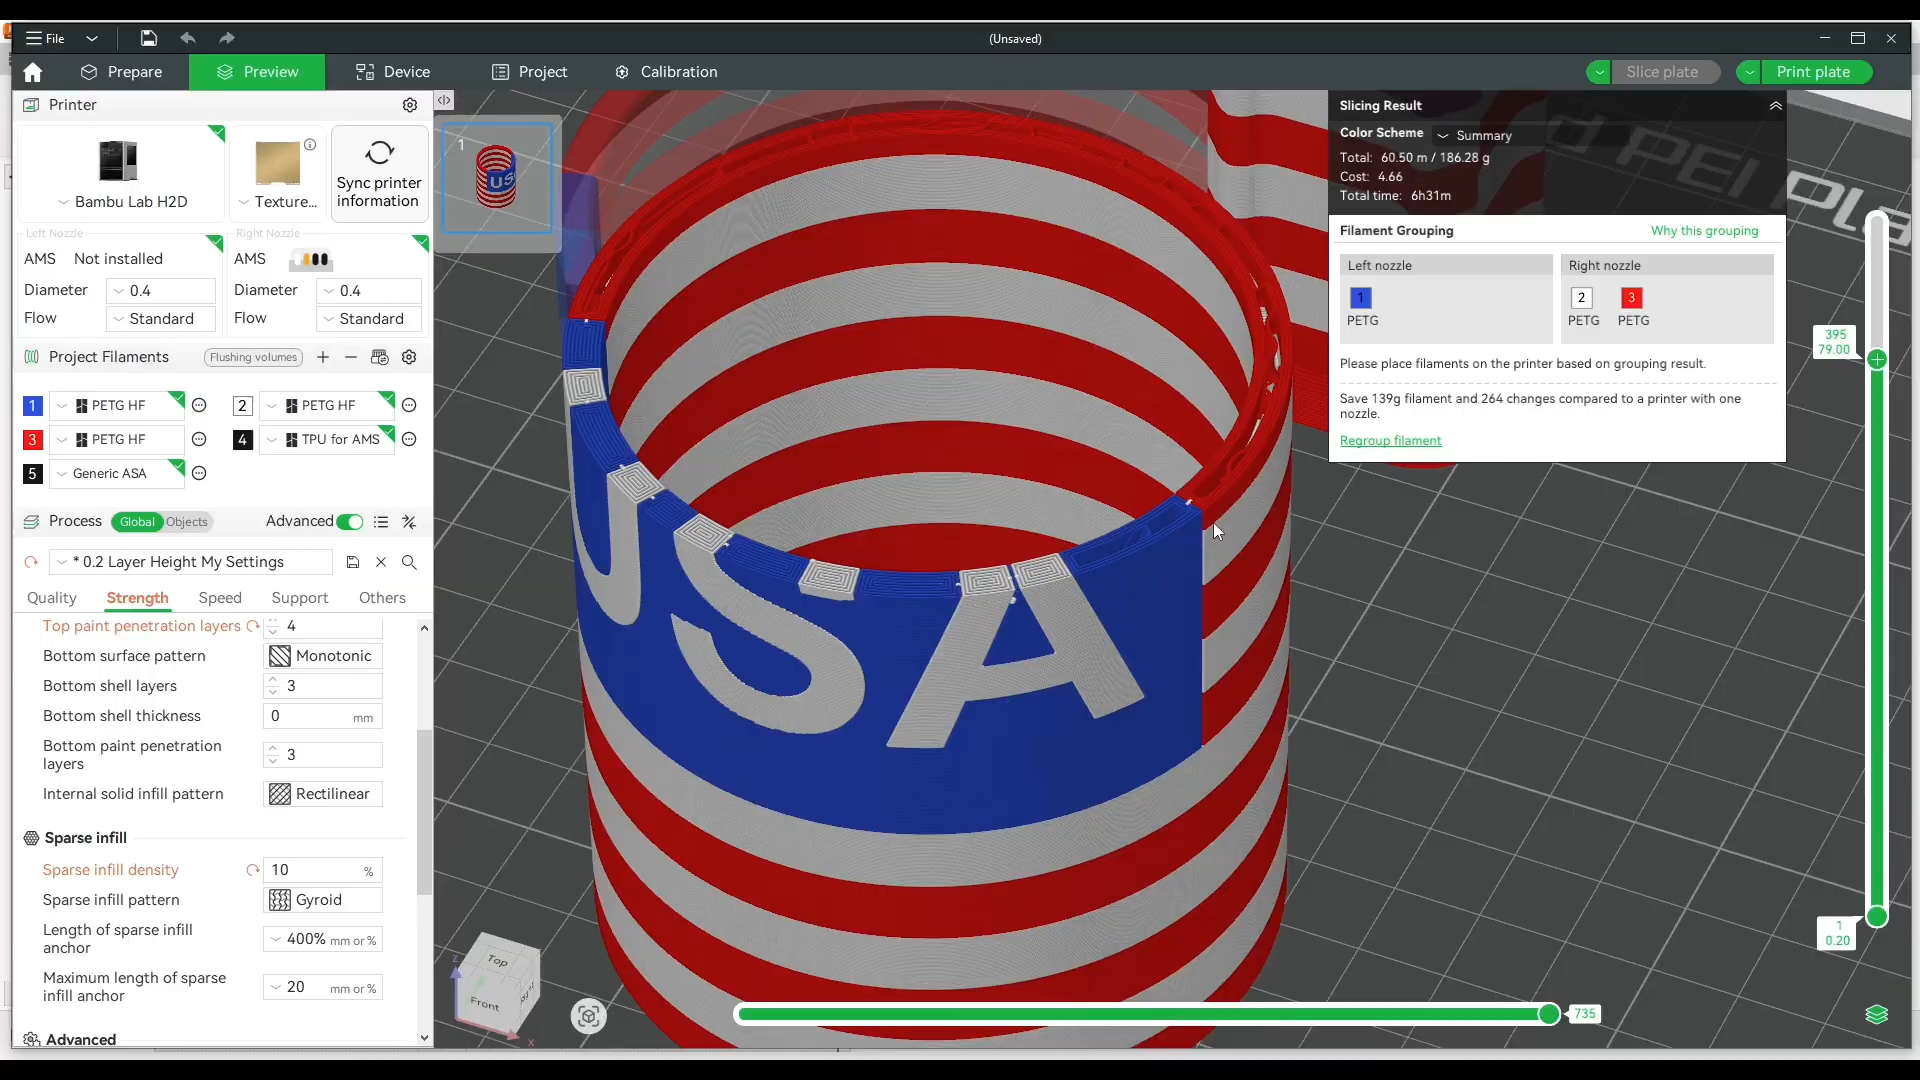 File
(Unsaved)
Prepare
Preview
Device
Project
Calibration
Slice plate
Print plate
Printer
Bambu Lab H2D
Texture...
Sync printer
information
Left Nozzle
Right Nozzle
AMS Not installed
AMS
Diameter 0.4
Diameter 0.4
Flow Standard
Flow Standard
Project Filaments
Flushing volumes
1 PETG HF
2 PETG HF
3 PETG HF
4 TPU for AMS
5 Generic ASA
Process
Global
Objects
Advanced
* 0.2 Layer Height My Settings
Quality
Strength
Speed
Support
Others
Top paint penetration layers 4
Bottom surface pattern Monotonic
Bottom shell layers 3
Bottom shell thickness 0 mm
Bottom paint penetration
layers 3
Internal solid infill pattern Rectilinear
Sparse infill
Sparse infill density 10 %
Sparse infill pattern Gyroid
Length of sparse infill
anchor 400% mm or %
Maximum length of sparse
infill anchor 20 mm or %
Advanced
1
US
USA
Top
Front
z
x
735
Slicing Result
Color Scheme Summary
Total: 60.50 m / 186.28 g
Cost: 4.66
Total time: 6h31m
Filament Grouping
Why this grouping
Left nozzle
1
PETG
Right nozzle
2
PETG
3
PETG
Please place filaments on the printer based on grouping result.
Save 139g filament and 264 changes compared to a printer with one
nozzle.
Regroup filament
d PEI Pla
395
79.00
1
0.20